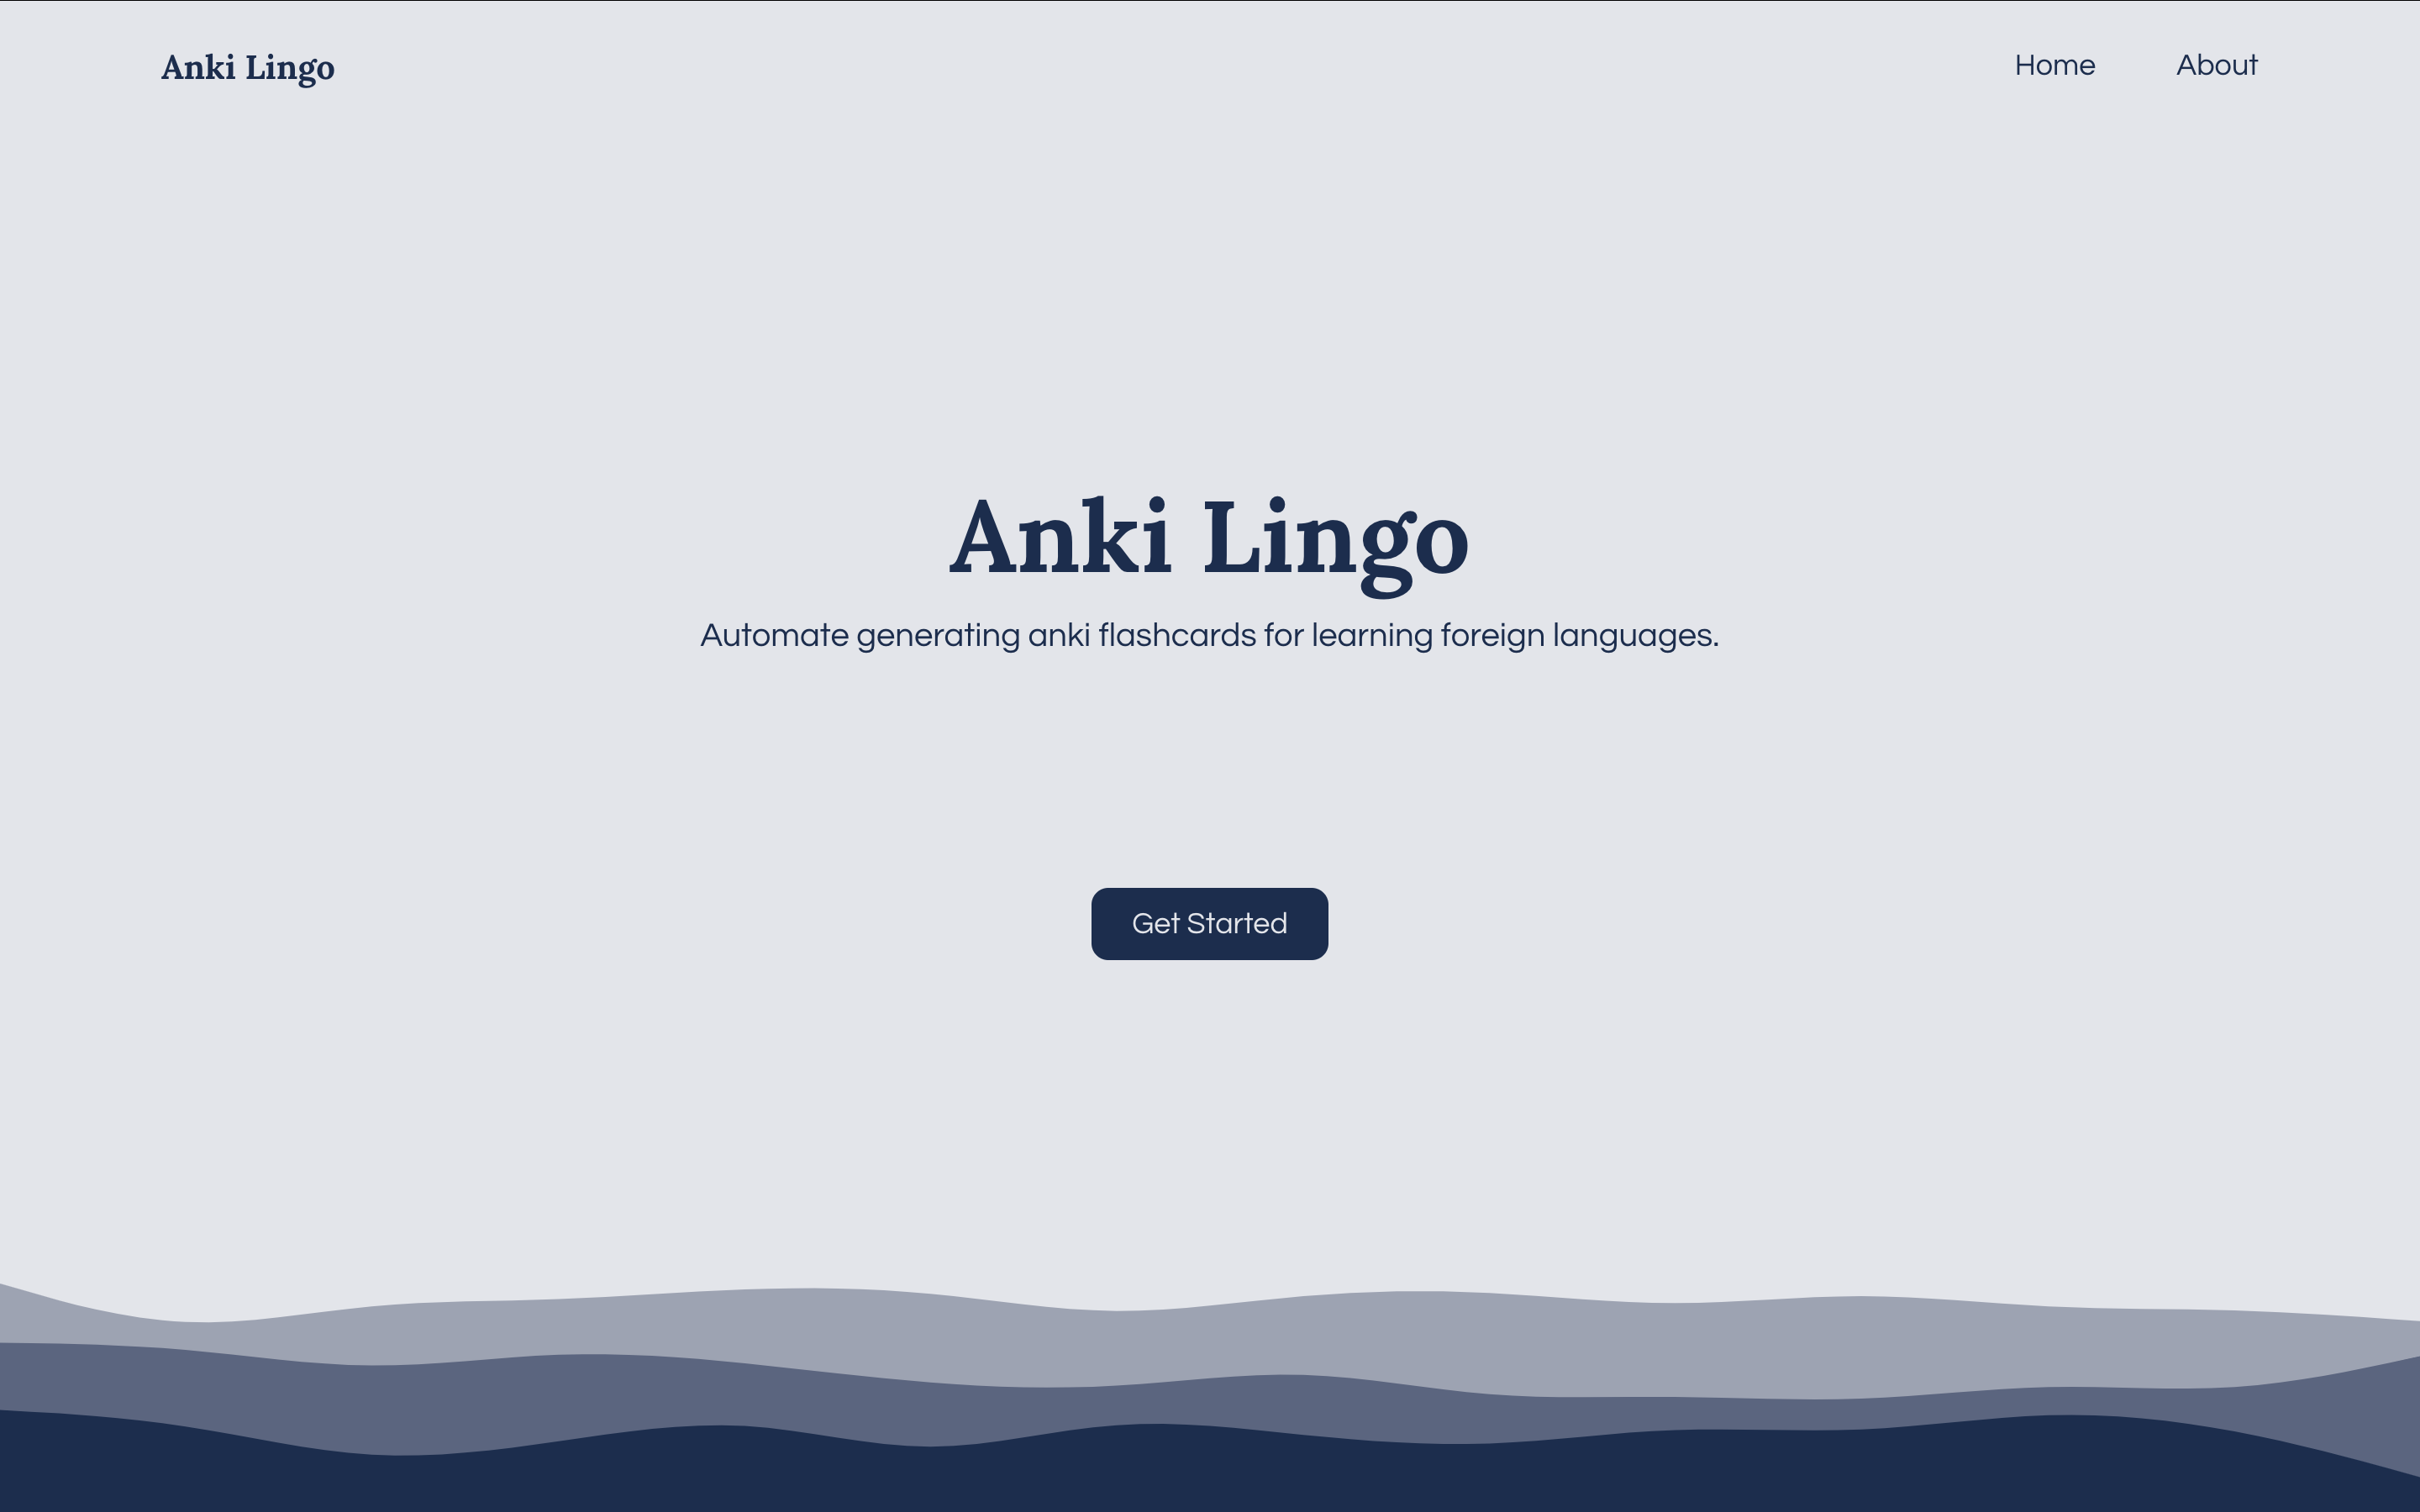 Anki Lingo
Home About
Anki Lingo
Automate generating anki flashcards for learning foreign languages.
Get Started